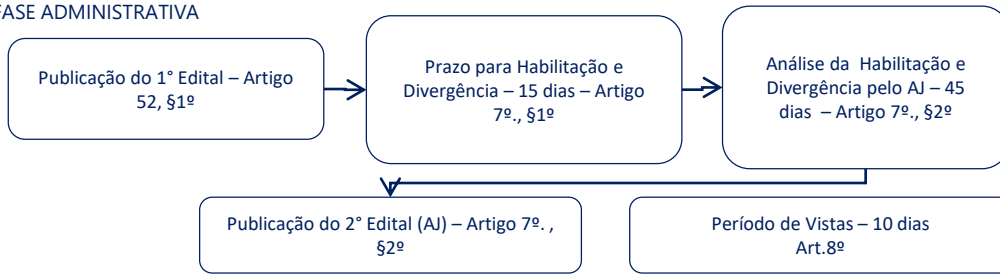 FASE ADMINISTRATIVA
Publicação do 1° Edital – Artigo
52, §1º
Prazo para Habilitação e
Divergência – 15 dias – Artigo
7º., §1º
Análise da  Habilitação e
Divergência pelo AJ – 45
dias  – Artigo 7º., §2º
Publicação do 2° Edital (AJ) – Artigo 7º. ,
§2º
Período de Vistas – 10 dias
Art.8º